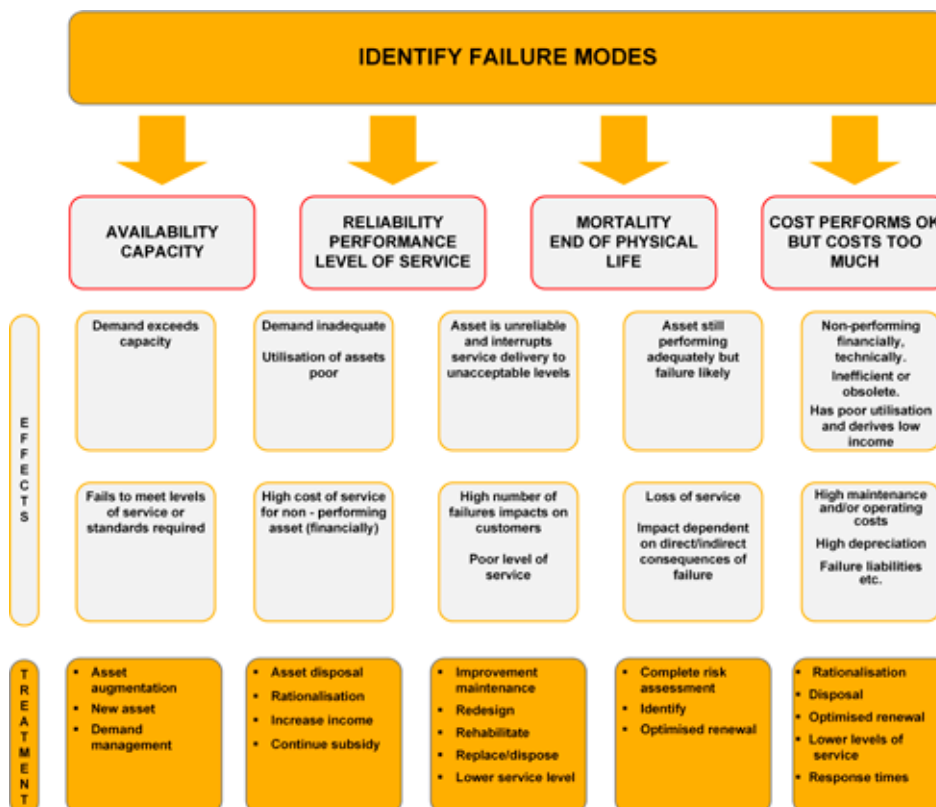 IDENTIFY FAILURE MODES
AVAILABILITY
CAPACITY
RELIABILITY
PERFORMANCE
LEVEL OF SERVICE
MORTALITY
END OF PHYSICAL
LIFE
COST PERFORMS OK
BUT COSTS TOO
MUCH
EFFECTS
Demand exceeds
capacity
Demand inadequate
Utilisation of assets
poor
Asset is unreliable
and interrupts
service delivery to
unacceptable levels
Asset still
performing
adequately but
failure likely
Non-performing
financially,
technically.
Inefficient or
obsolete.
Has poor utilisation
and derives low
income
Fails to meet levels
of service or
standards required
High cost of service
for non - performing
asset (financially)
High number of
failures impacts on
customers
Poor level of
service
Loss of service
Impact dependent
on direct/indirect
consequences of
failure
High maintenance
and/or operating
costs
High depreciation
Failure liabilities
etc.
TREATMENT
▪ Asset
augmentation
▪ New asset
▪ Demand
management
▪ Asset disposal
▪ Rationalisation
▪ Increase income
▪ Continue subsidy
▪ Improvement
maintenance
▪ Redesign
▪ Rehabilitate
▪ Replace/dispose
▪ Lower service level
▪ Complete risk
assessment
▪ Identify
▪ Optimised renewal
▪ Rationalisation
▪ Disposal
▪ Optimised renewal
▪ Lower levels of
service
▪ Response times